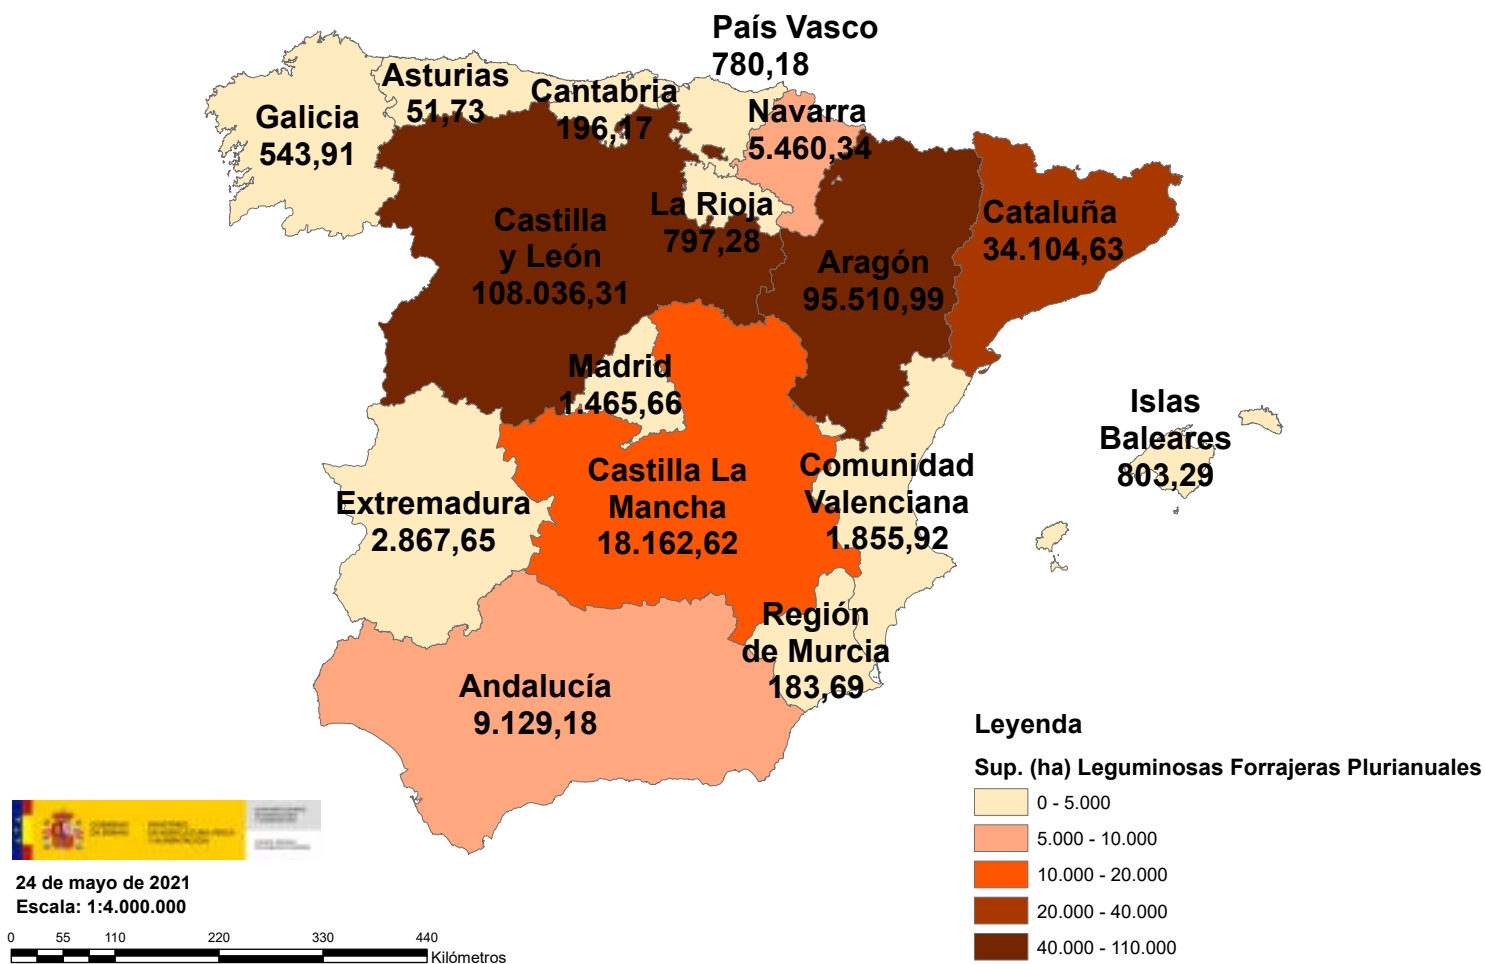 País Vasco
780,18
Asturias
51,73
Cantabria
196,17
Navarra
5.460,34
Galicia
543,91
La Rioja
797,28
Castilla
y León
108.036,31
Cataluña
34.104,63
Aragón
95.510,99
Madrid
1.465,66
Islas
Baleares
803,29
Castilla La
Mancha
18.162,62
Comunidad
Valenciana
1.855,92
Extremadura
2.867,65
Región
de Murcia
183,69
Andalucía
9.129,18
Leyenda
Sup. (ha) Leguminosas Forrajeras Plurianuales
0 - 5.000
5.000 - 10.000
10.000 - 20.000
20.000 - 40.000
40.000 - 110.000
24 de mayo de 2021
Escala: 1:4.000.000
0 55 110 220 330 440
Kilómetros